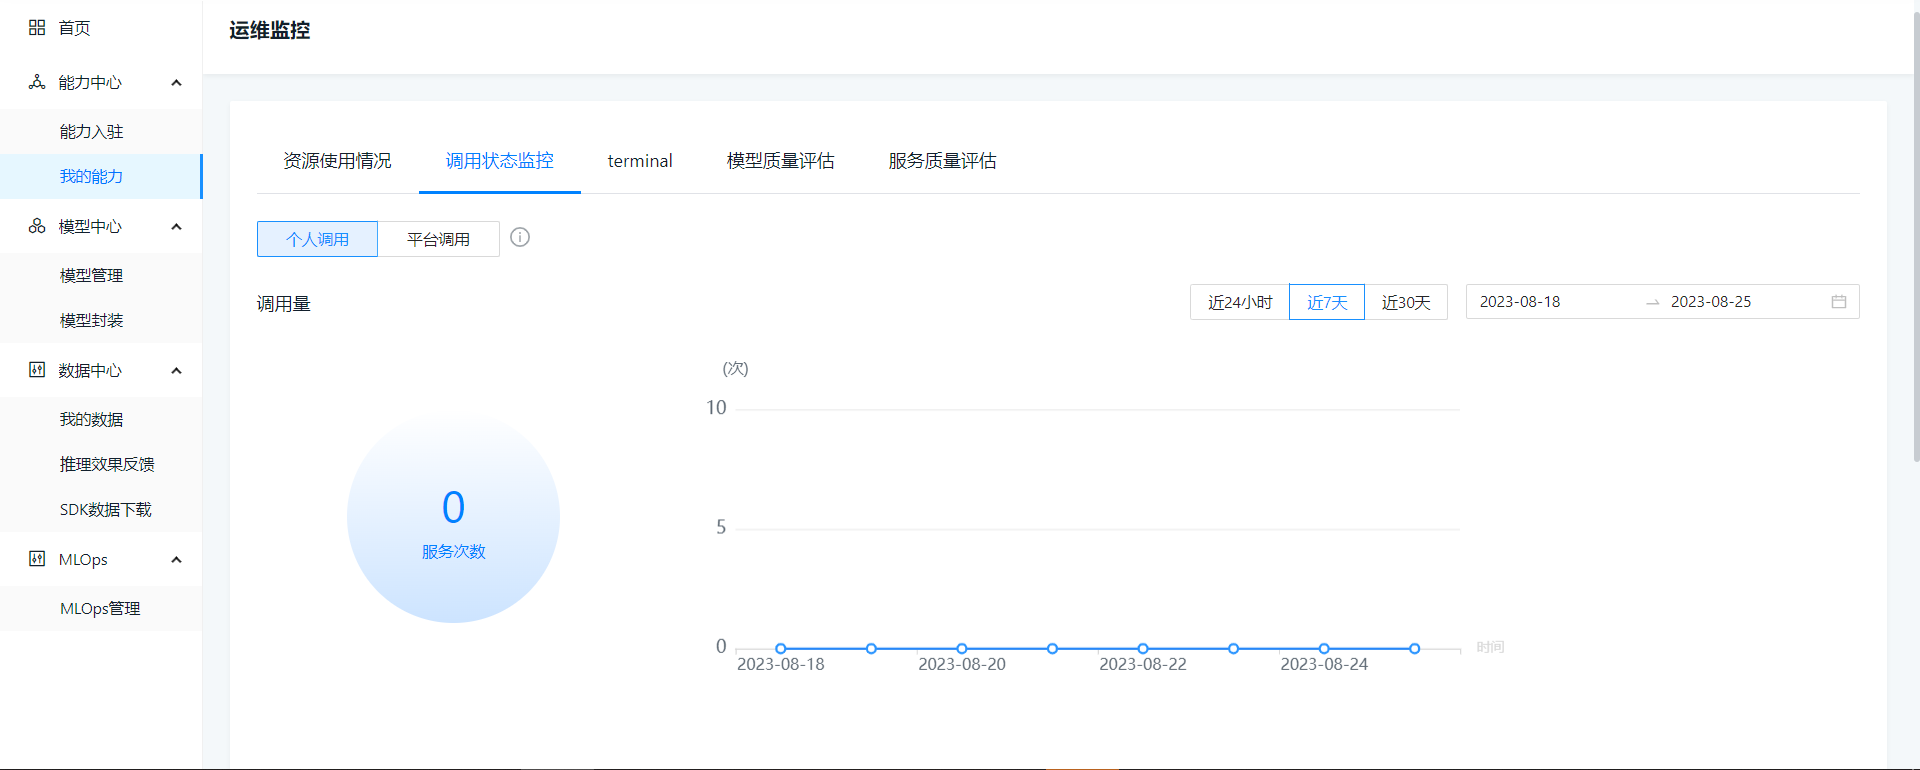 首页
能力中心
能力入驻
我的能力
模型中心
模型管理
模型封装
数据中心
我的数据
推理效果反馈
SDK数据下载
MLOps
MLOps管理
运维监控
资源使用情况 调用状态监控 terminal 模型质量评估 服务质量评估
个人调用 平台调用
调用量 近24小时 近7天 近30天 2023-08-18 → 2023-08-25
(次)
10
5
0
0
服务次数
时间
2023-08-18 2023-08-20 2023-08-22 2023-08-24